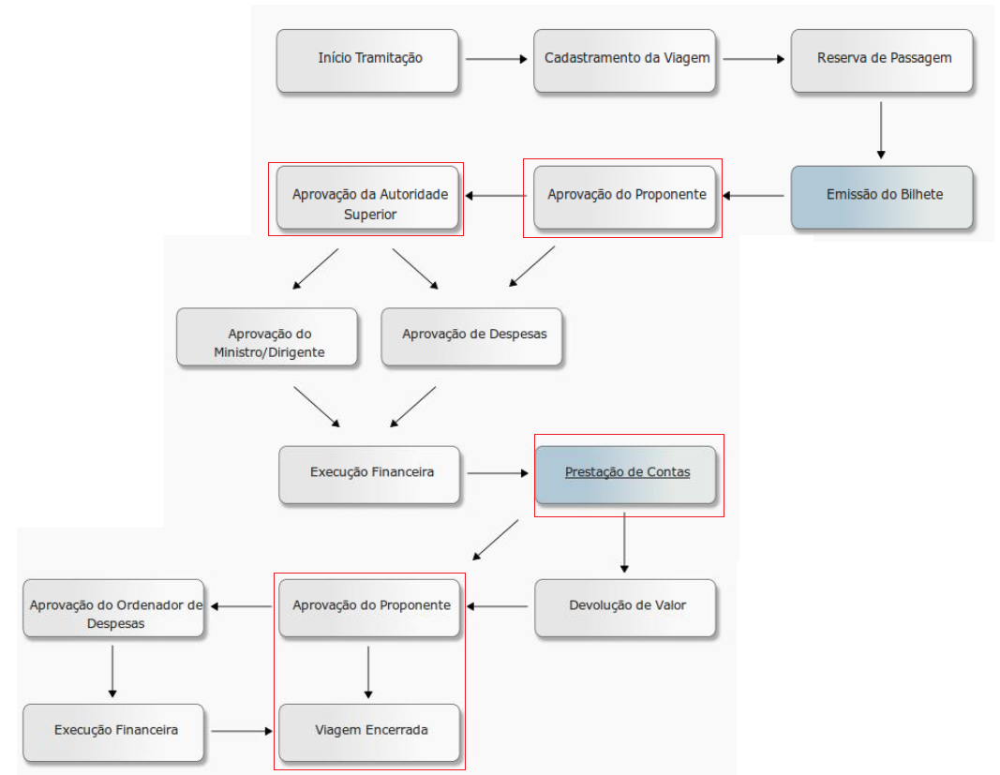 Início Tramitação
Cadastramento da Viagem
Reserva de Passagem
Aprovação da Autoridade
Superior
Aprovação do Proponente
Emissão do Bilhete
Aprovação do
Ministro/Dirigente
Aprovação de Despesas
Execução Financeira
Prestação de Contas
Aprovação do Ordenador de
Despesas
Aprovação do Proponente
Devolução de Valor
Execução Financeira
Viagem Encerrada